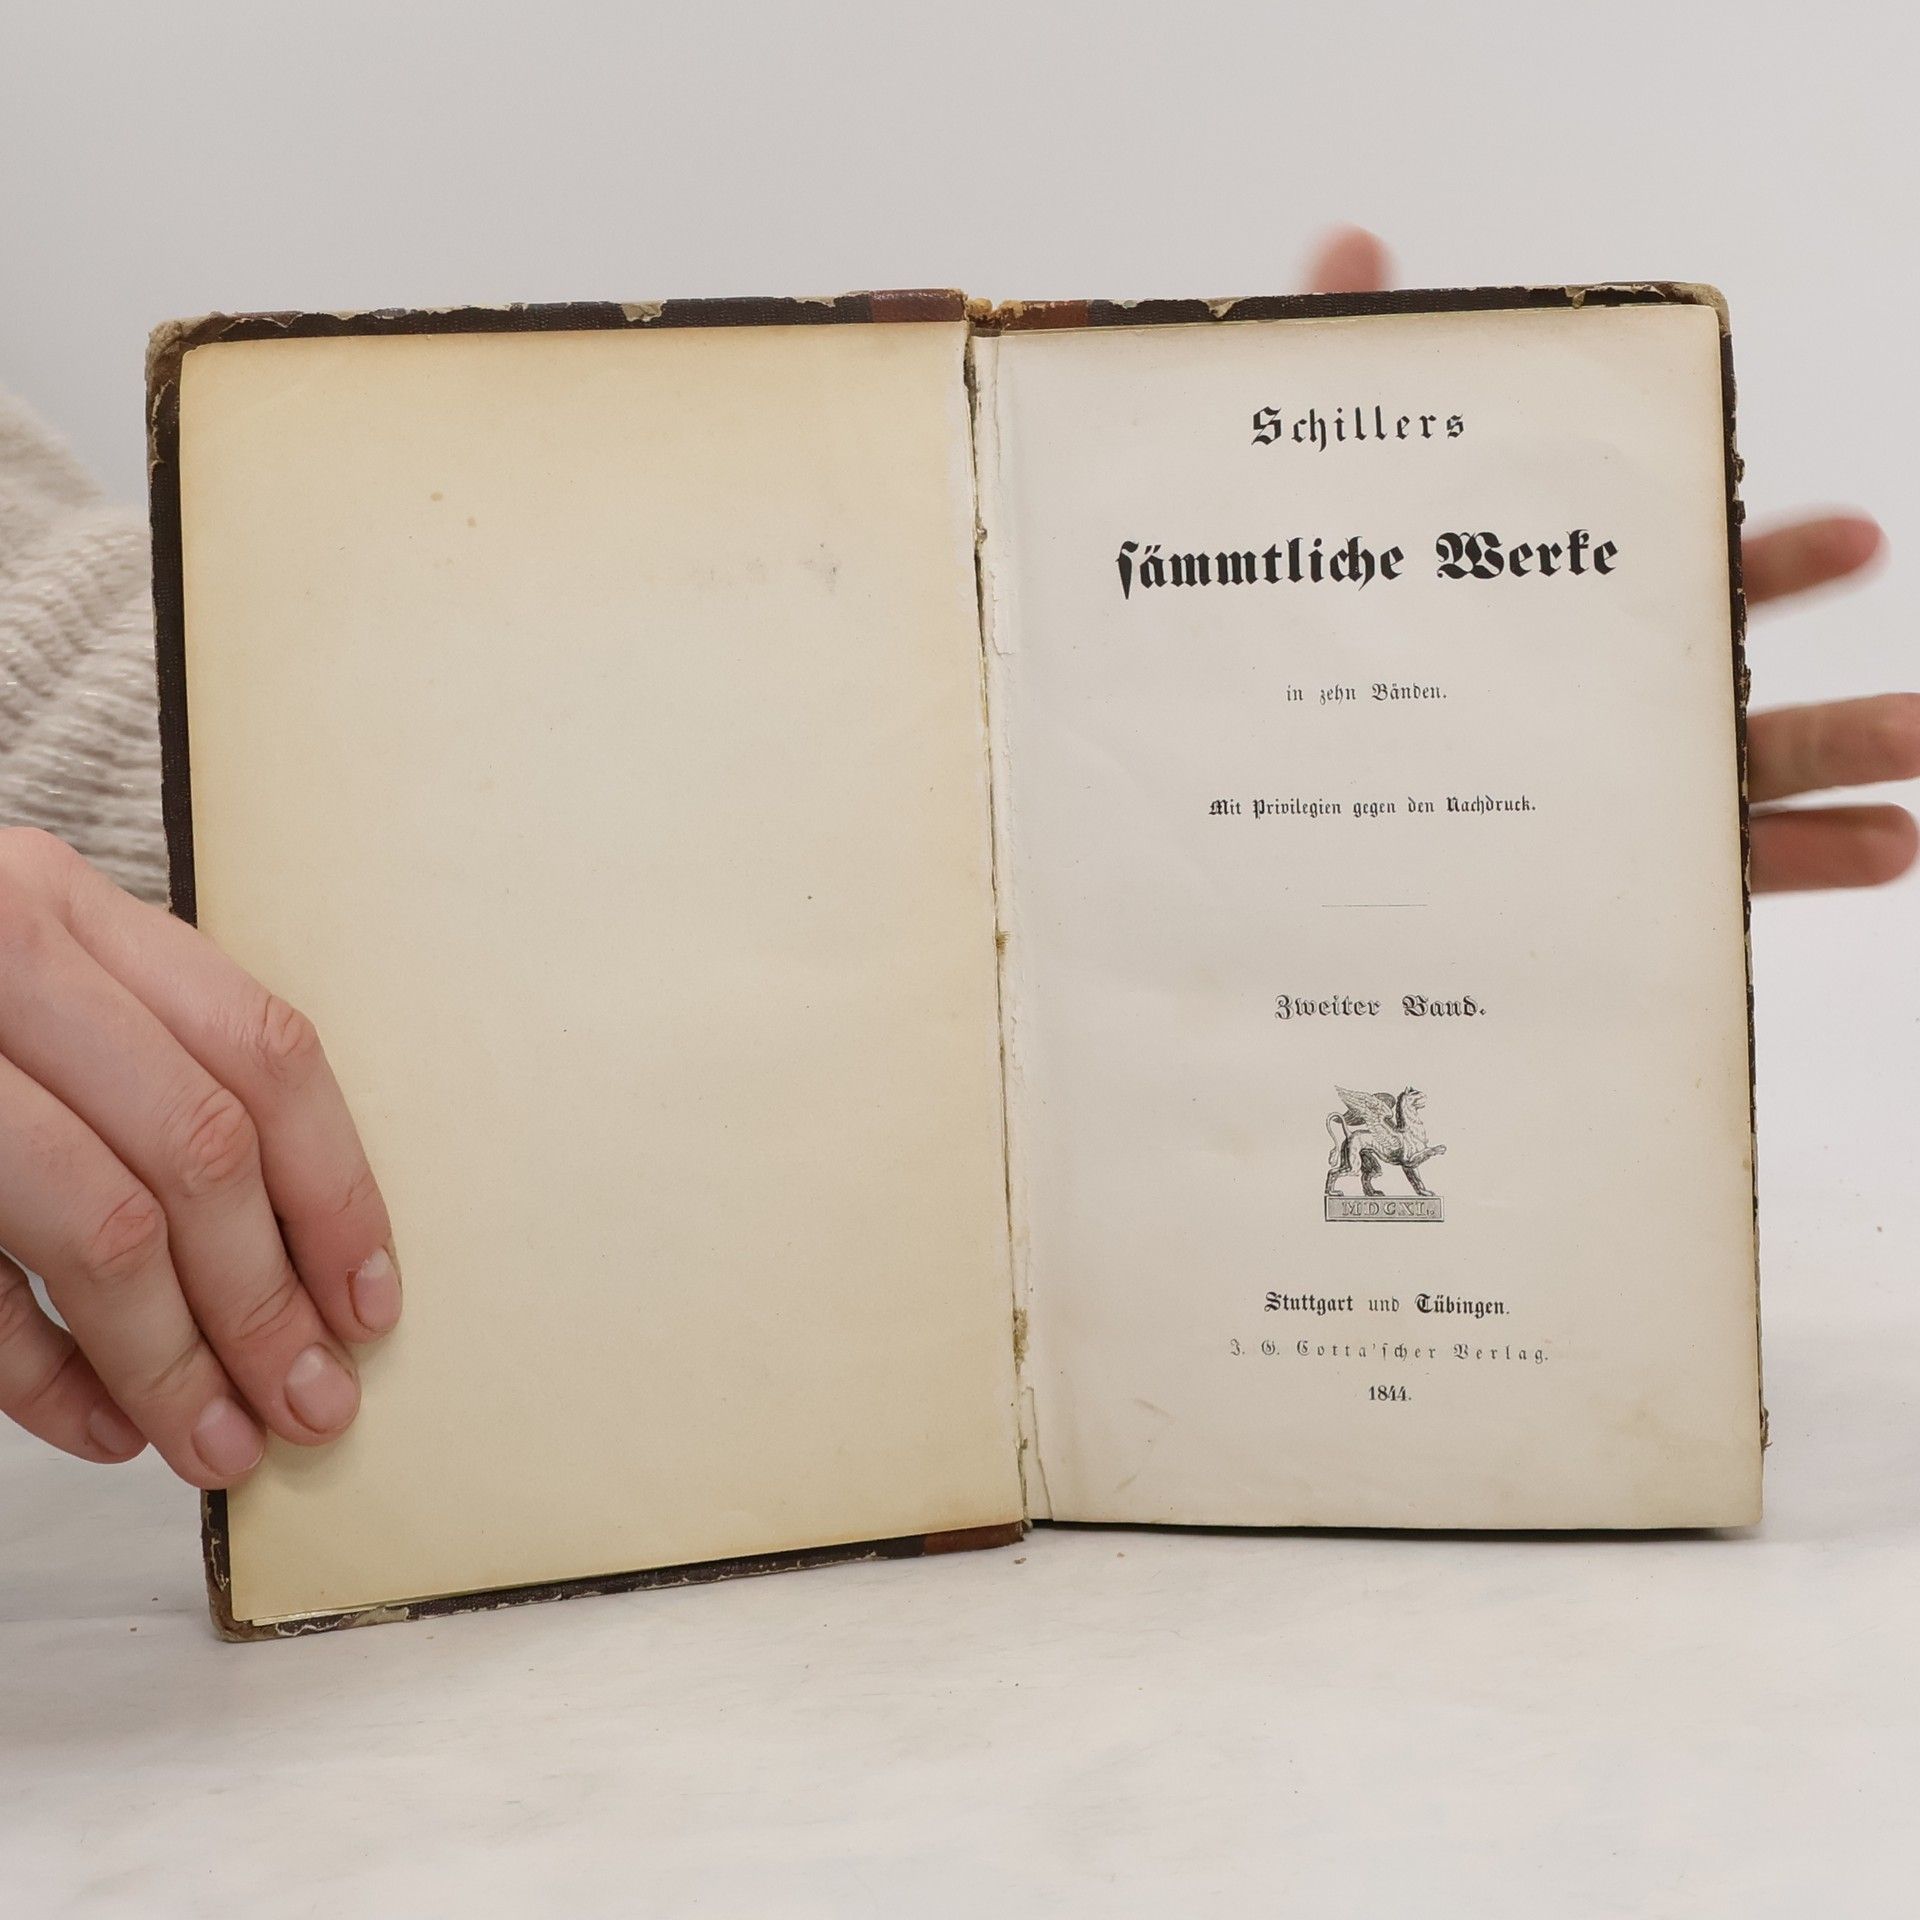 Schillers
sämmtliche Werke
in zehn Bänden.
Mit Privilegien gegen den Nachdruck.
Zweiter Band.
MDCXL.
Stuttgart und Tübingen.
J. G. Cotta'scher Verlag.
1844.